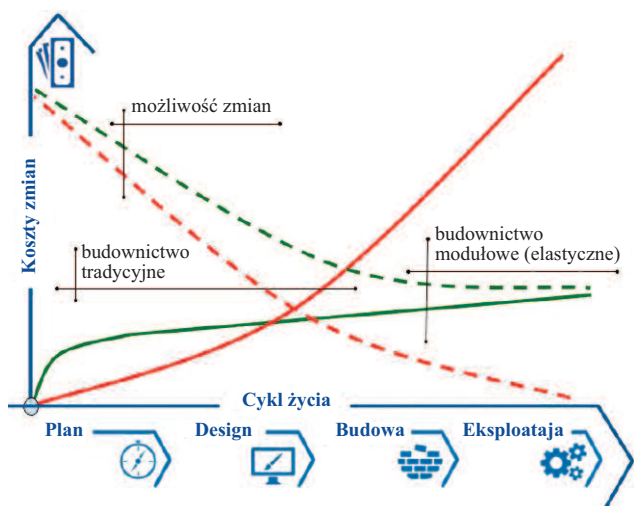 możliwość zmian
Koszty zmian
budownictwo
tradycyjne
budownictwo
modułowe (elastyczne)
Cykl życia
Plan
Design
Budowa
Eksploataja